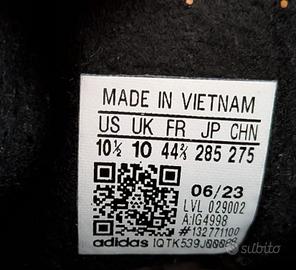 MADE IN VIETNAM
US UK FR JP CHN
10½ 10 44⅔ 285 275
06/23
LVL 029002
A:IG4998
#132771100
adidas
subito